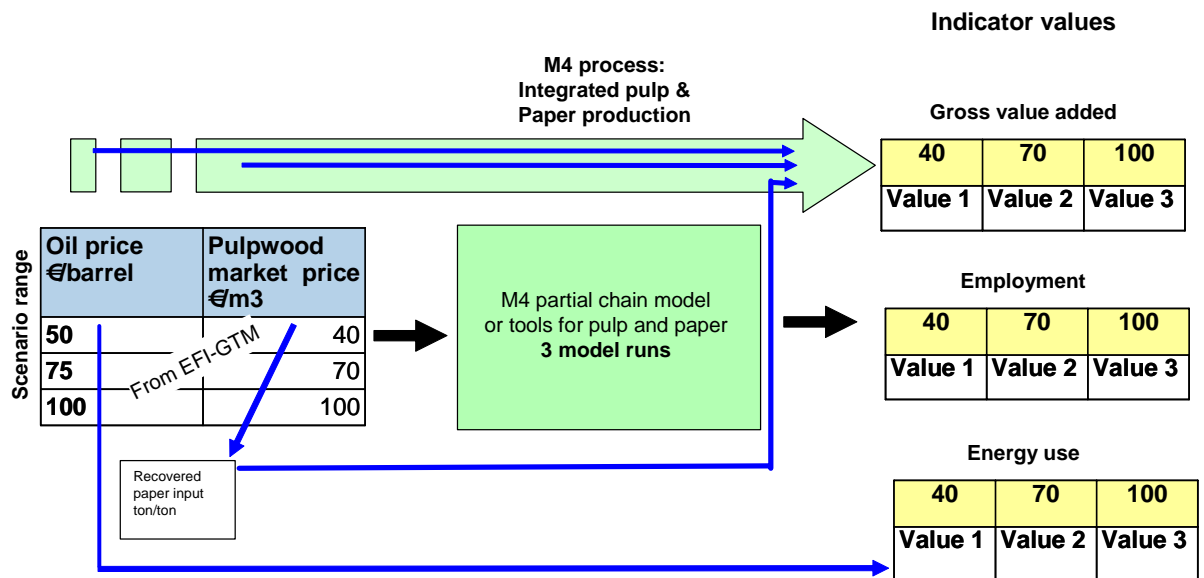 Indicator values
M4 process:
Integrated pulp &
Paper production
Gross value added
40 70 100
Value 1 Value 2 Value 3
Scenario range
Oil price
€/barrel
Pulpwood
market price
€/m3
50 40
75 70
100 100
From EFI-GTM
M4 partial chain model
or tools for pulp and paper
3 model runs
Employment
40 70 100
Value 1 Value 2 Value 3
Recovered
paper input
ton/ton
Energy use
40 70 100
Value 1 Value 2 Value 3